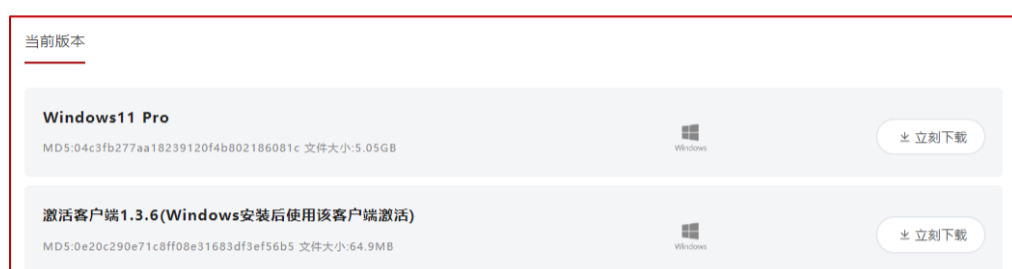 当前版本
Windows11 Pro
MD5:04c3fb277aa18239120f4b802186081c 文件大小:5.05GB
Windows
立刻下载
激活客户端1.3.6(Windows安装后使用该客户端激活)
MD5:0e20c290e71c8ff08e31683df3ef56b5 文件大小:64.9MB
Windows
立刻下载